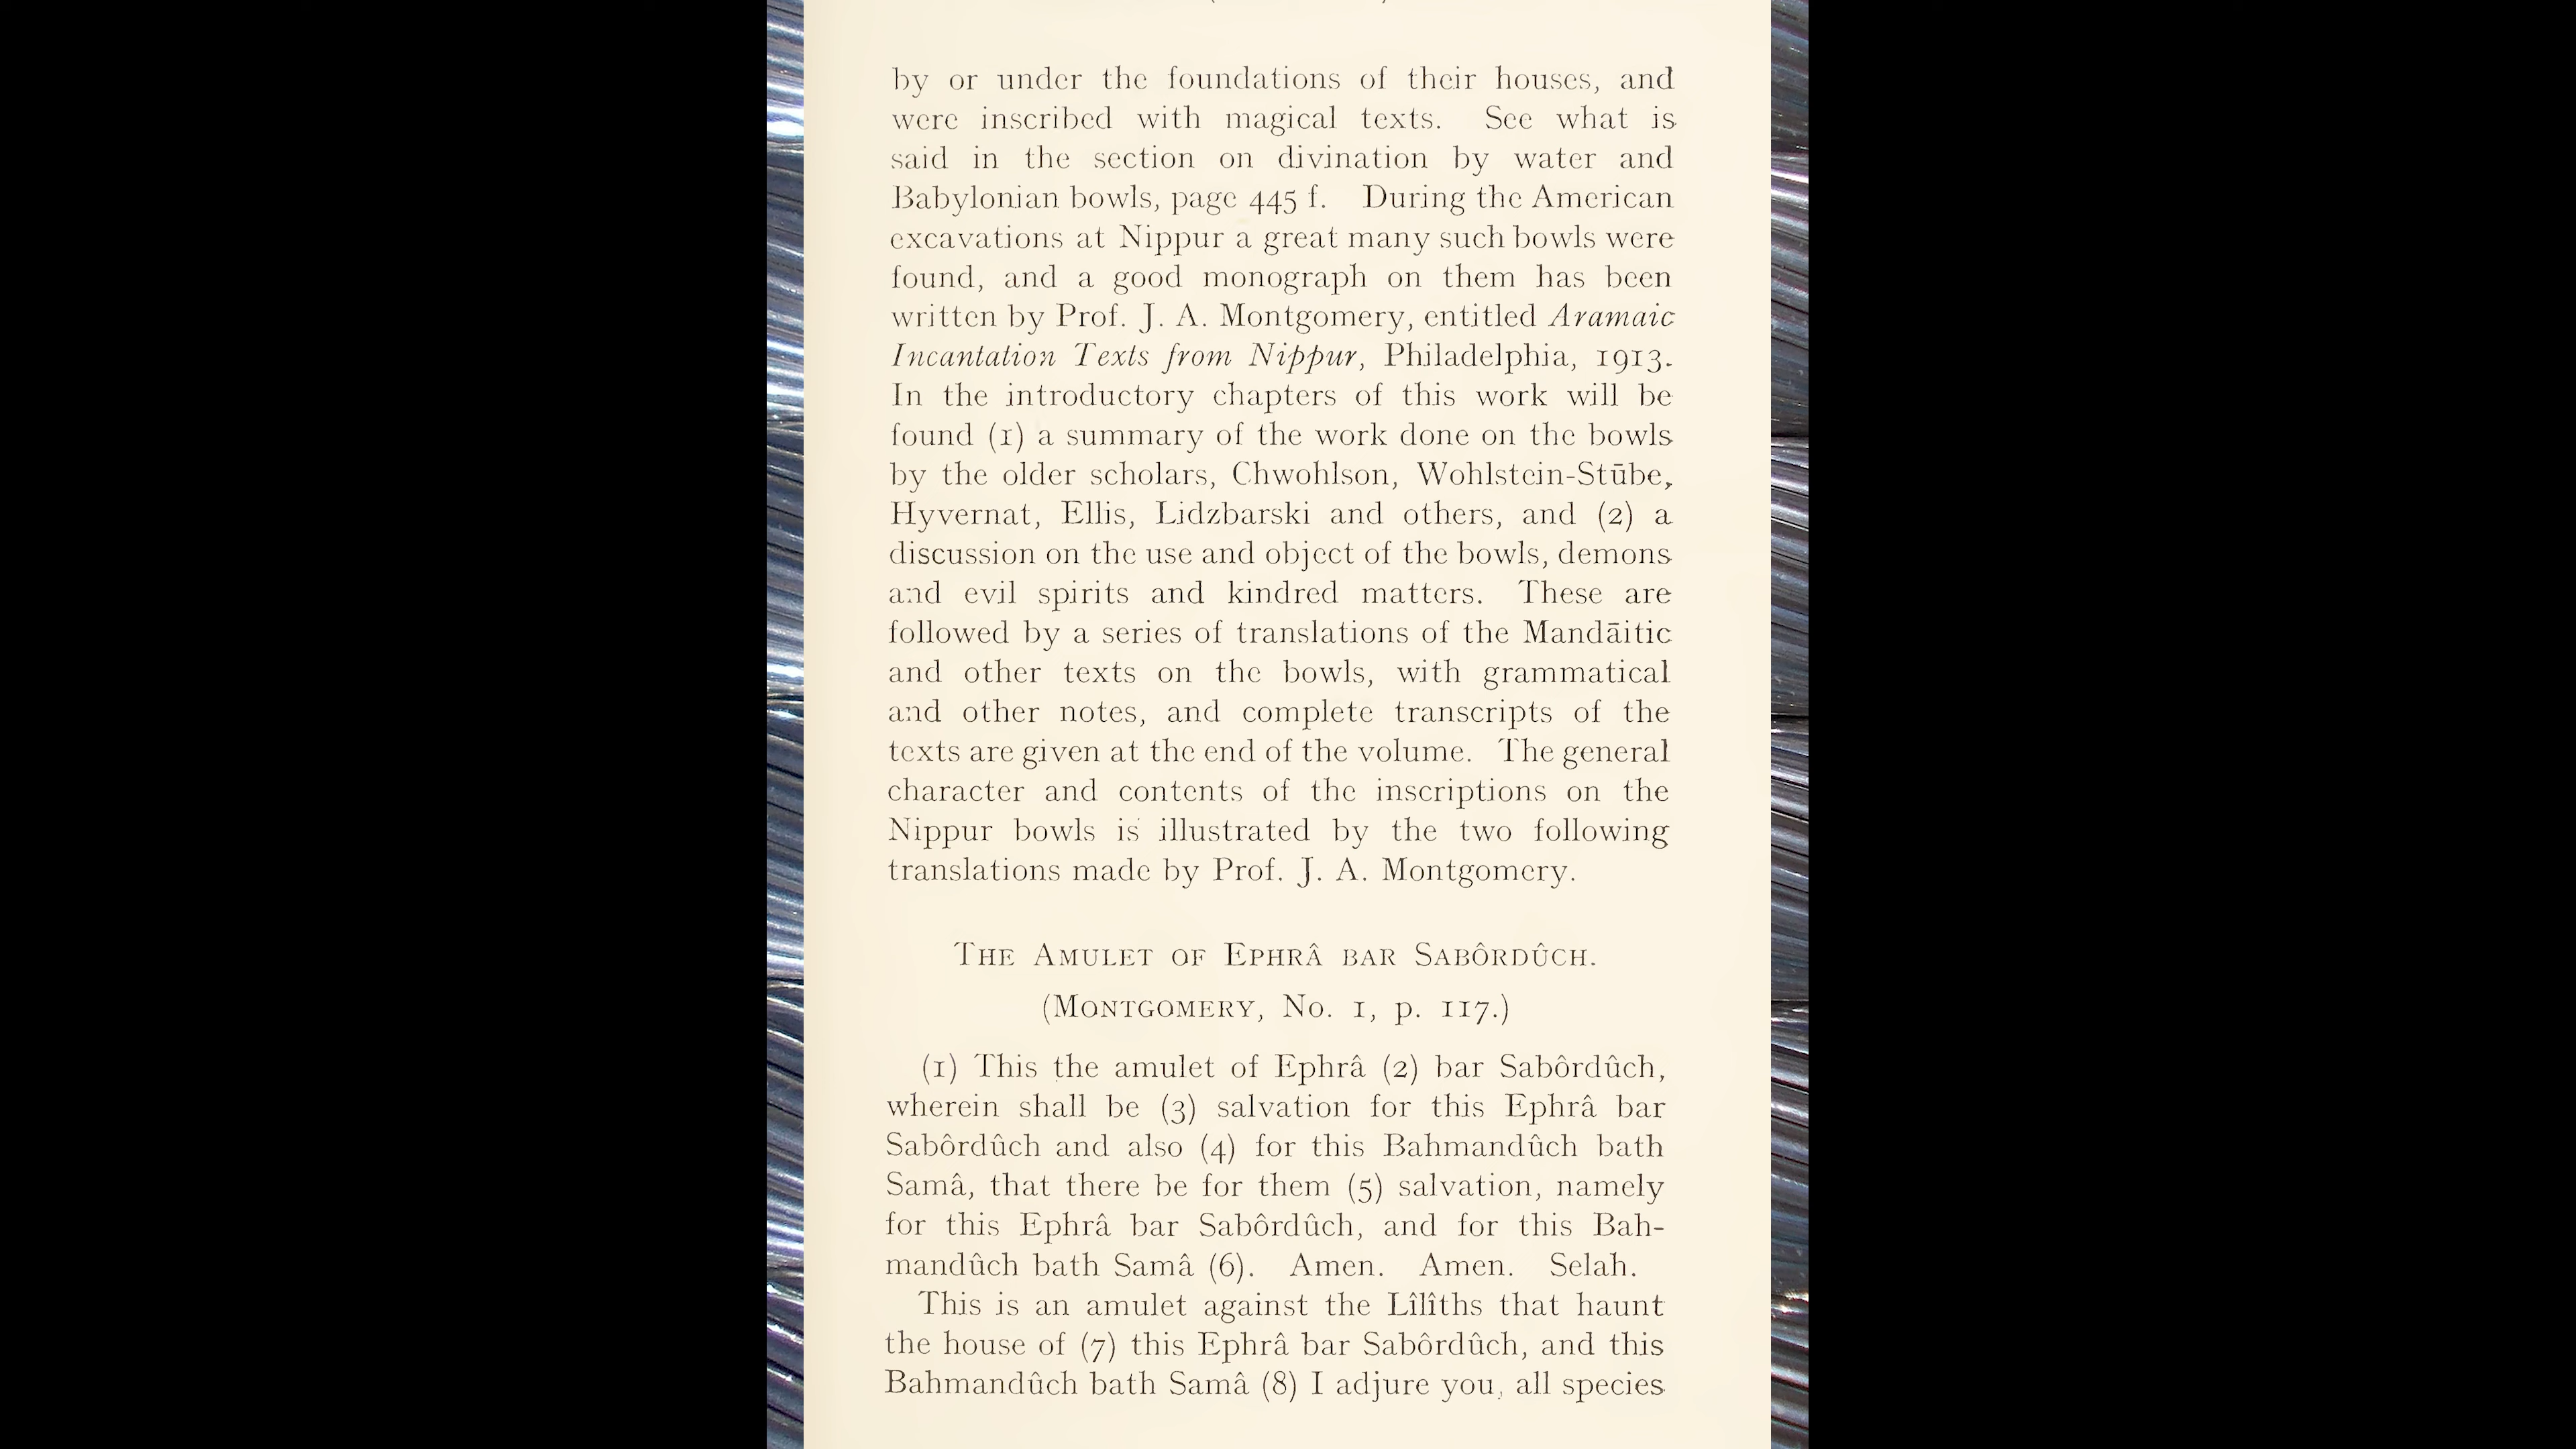 by or under the foundations of their houses, and
were inscribed with magical texts. See what is
said in the section on divination by water and
Babylonian bowls, page 445 f. During the American
excavations at Nippur a great many such bowls were
found, and a good monograph on them has been
written by Prof. J. A. Montgomery, entitled Aramaic
Incantation Texts from Nippur, Philadelphia, 1913.
In the introductory chapters of this work will be
found (1) a summary of the work done on the bowls
by the older scholars, Chwohlson, Wohlstein-Stūbe,
Hyvernat, Ellis, Lidzbarski and others, and (2) a
discussion on the use and object of the bowls, demons
and evil spirits and kindred matters. These are
followed by a series of translations of the Mandāitic
and other texts on the bowls, with grammatical
and other notes, and complete transcripts of the
texts are given at the end of the volume. The general
character and contents of the inscriptions on the
Nippur bowls is illustrated by the two following
translations made by Prof. J. A. Montgomery.
The Amulet of Ephrâ bar Sabôrdûch.
(Montgomery, No. 1, p. 117.)
(1) This the amulet of Ephrâ (2) bar Sabôrdûch,
wherein shall be (3) salvation for this Ephrâ bar
Sabôrdûch and also (4) for this Bahmandûch bath
Samâ, that there be for them (5) salvation, namely
for this Ephrâ bar Sabôrdûch, and for this Bah-
mandûch bath Samâ (6). Amen. Amen. Selah.
This is an amulet against the Lîlîths that haunt
the house of (7) this Ephrâ bar Sabôrdûch, and this
Bahmandûch bath Samâ (8) I adjure you, all species